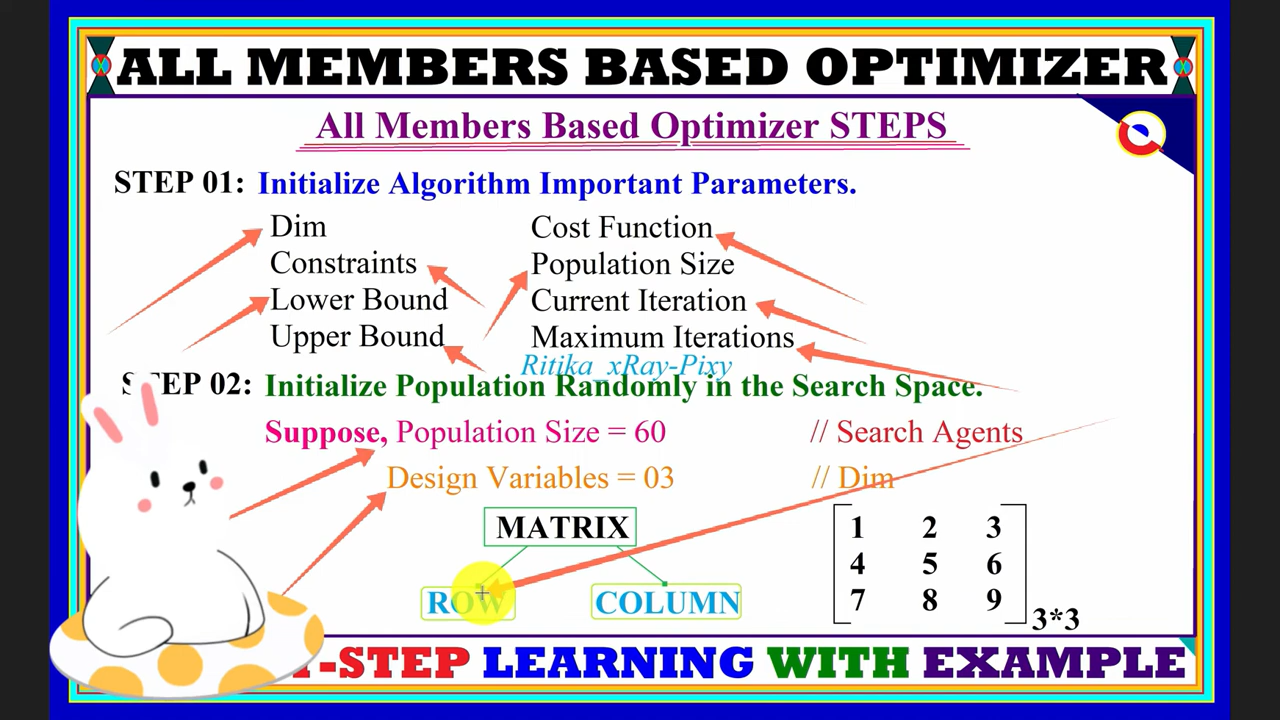 ALL MEMBERS BASED OPTIMIZER
All Members Based Optimizer STEPS
STEP 01: Initialize Algorithm Important Parameters.
Dim
Constraints
Lower Bound
Upper Bound
Cost Function
Population Size
Current Iteration
Maximum Iterations
Ritika_xRay-Pixy
STEP 02: Initialize Population Randomly in the Search Space.
Suppose, Population Size = 60 // Search Agents
Design Variables = 03 // Dim
MATRIX
ROW COLUMN
1 2 3
4 5 6
7 8 9
3*3
-STEP LEARNING WITH EXAMPLE